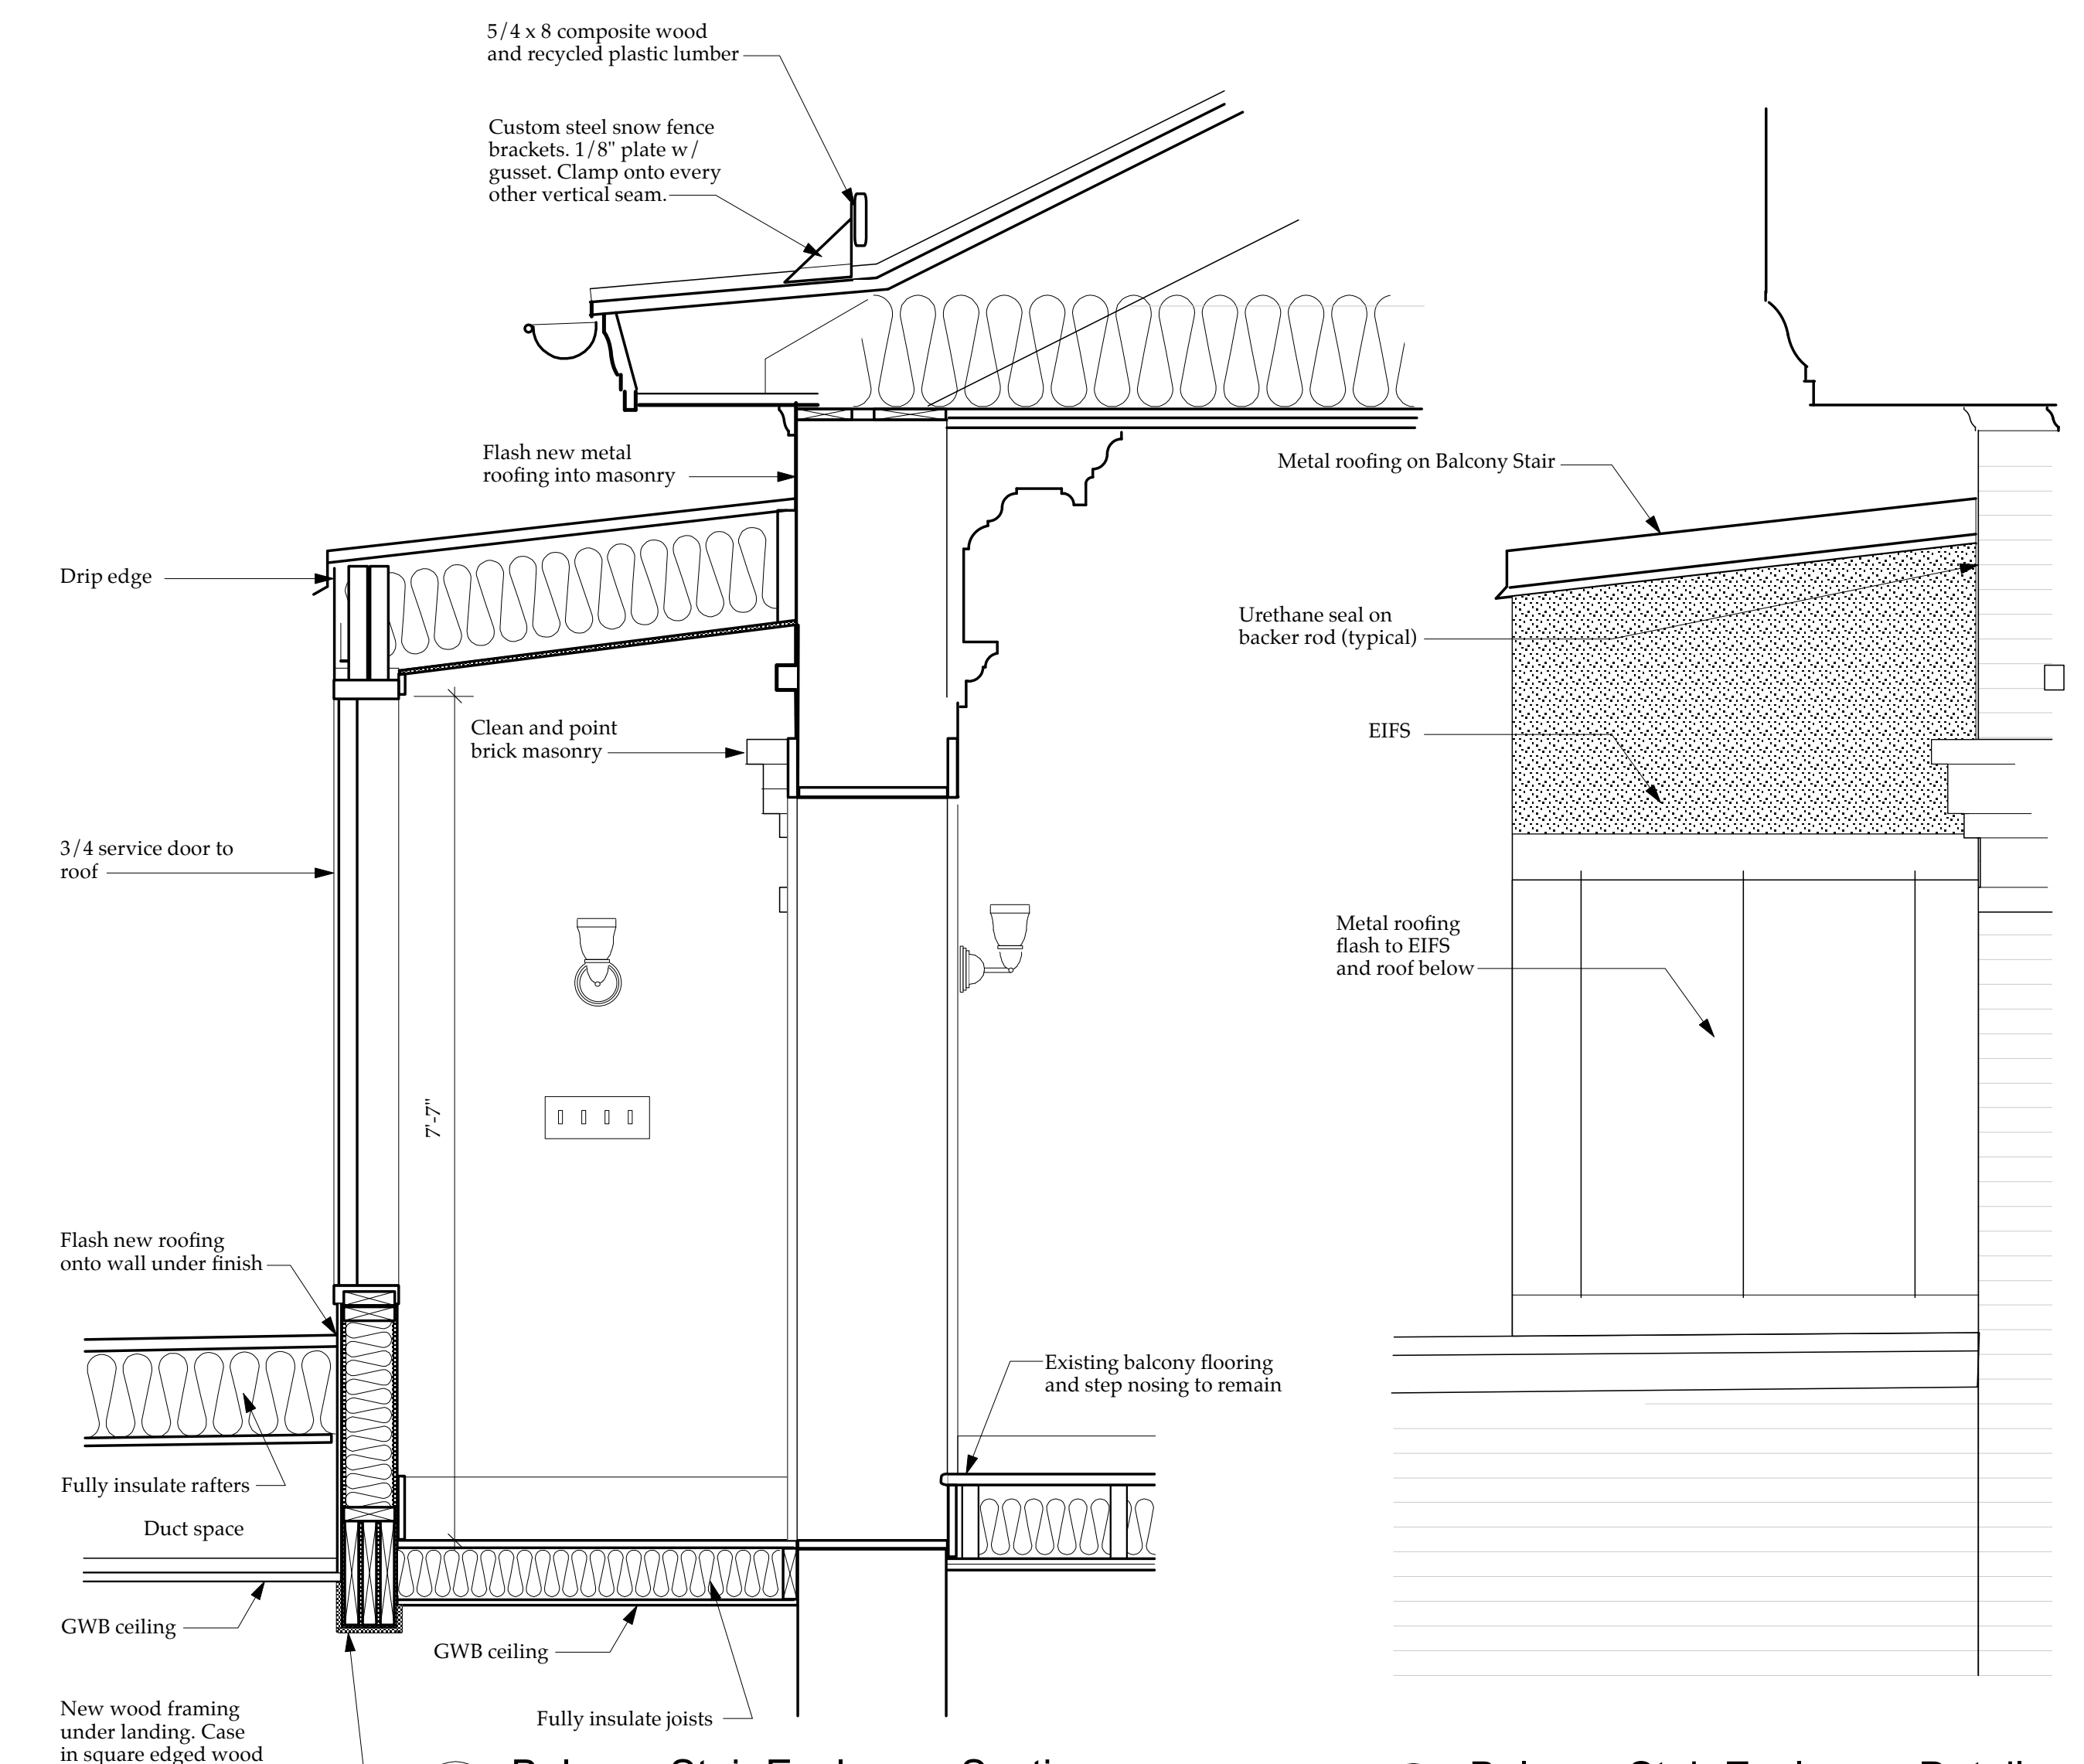 5/4 x 8 composite wood
and recycled plastic lumber
Custom steel snow fence
brackets. 1/8" plate w/
gusset. Clamp onto every
other vertical seam.
Flash new metal
roofing into masonry
Metal roofing on Balcony Stair
Drip edge
Urethane seal on
backer rod (typical)
Clean and point
brick masonry
EIFS
3/4 service door to
roof
Metal roofing
flash to EIFS
and roof below
7'-7"
Flash new roofing
onto wall under finish
Existing balcony flooring
and step nosing to remain
Fully insulate rafters
Duct space
GWB ceiling
GWB ceiling
Fully insulate joists
New wood framing
under landing. Case
in square edged wood